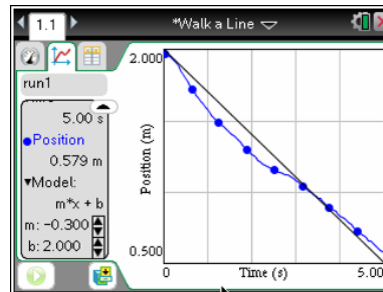 1.1
*Walk a Line
run1
5.00 s
Position
0.579 m
▾Model:
m*x + b
m: -0.300
b: 2.000
2.000
Position (m)
0.500
0
Time (s)
5.00